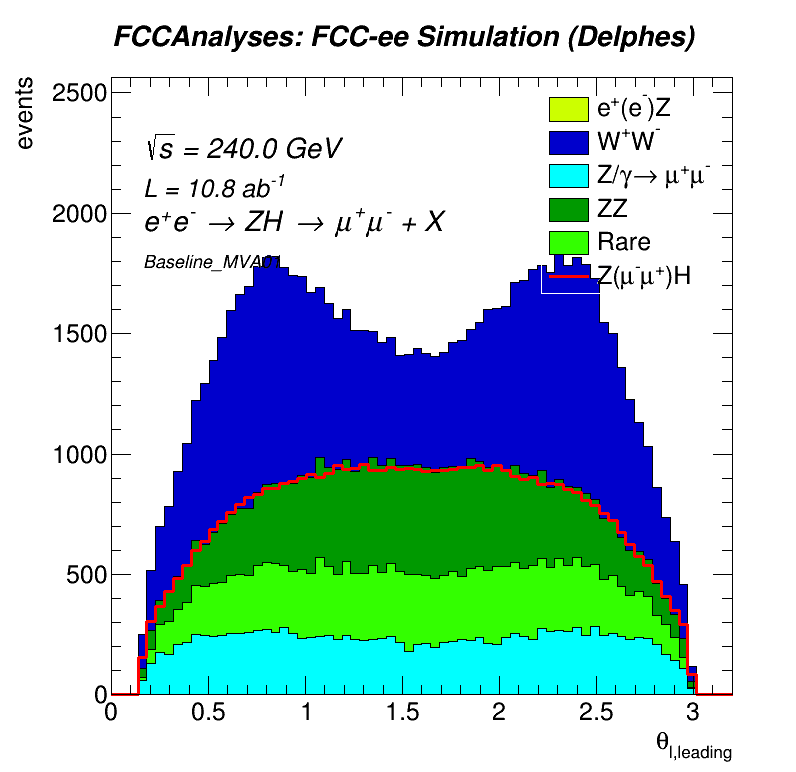 FCCAnalyses: FCC-ee Simulation (Delphes)
events
2500
2000
1500
1000
500
0
√s = 240.0 GeV
L = 10.8 ab⁻¹
e⁺e⁻ → ZH → μ⁺μ⁻ + X
e⁺(e⁻)Z
W⁺W⁻
Z/γ→ μ⁺μ⁻
ZZ
Rare
Z(μ⁻μ⁺)H
0 0.5 1 1.5 2 2.5 3
θl,leading